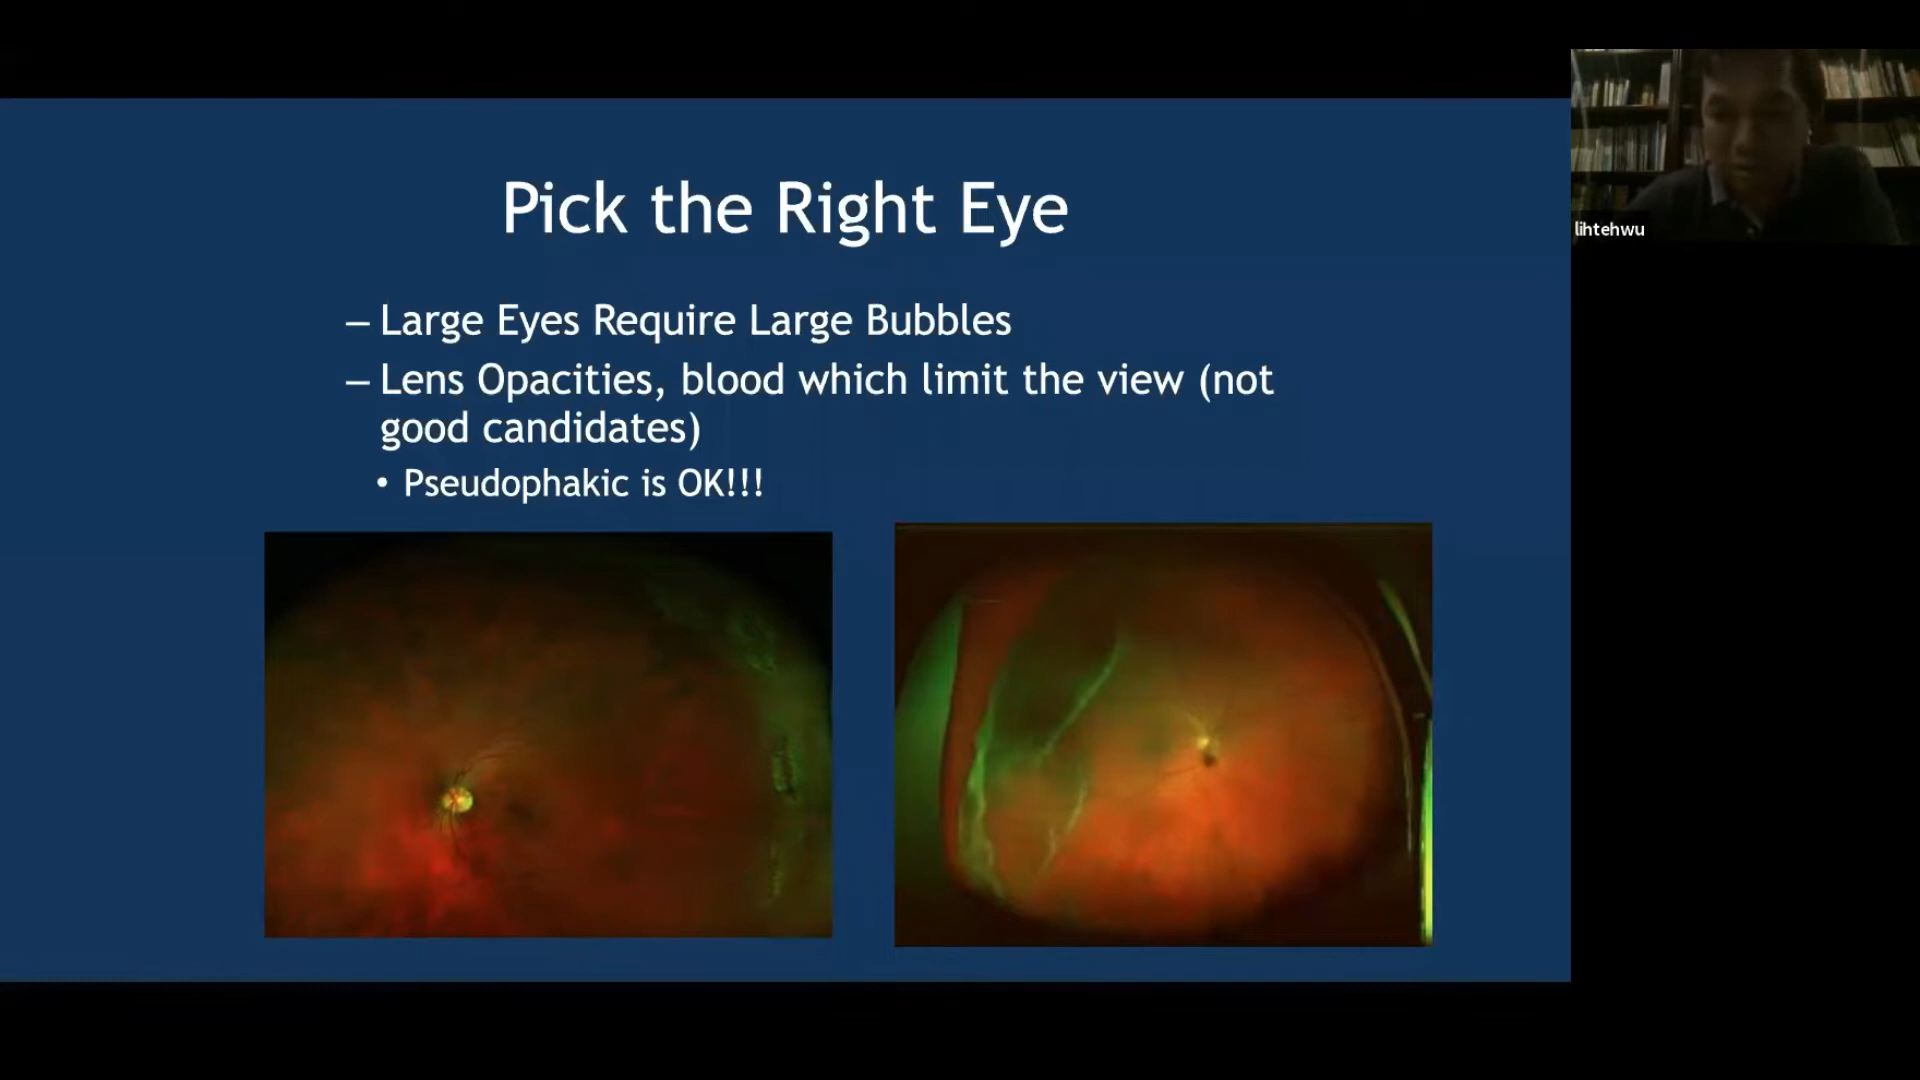 Pick the Right Eye
– Large Eyes Require Large Bubbles
– Lens Opacities, blood which limit the view (not
good candidates)
• Pseudophakic is OK!!!
lihtehwu